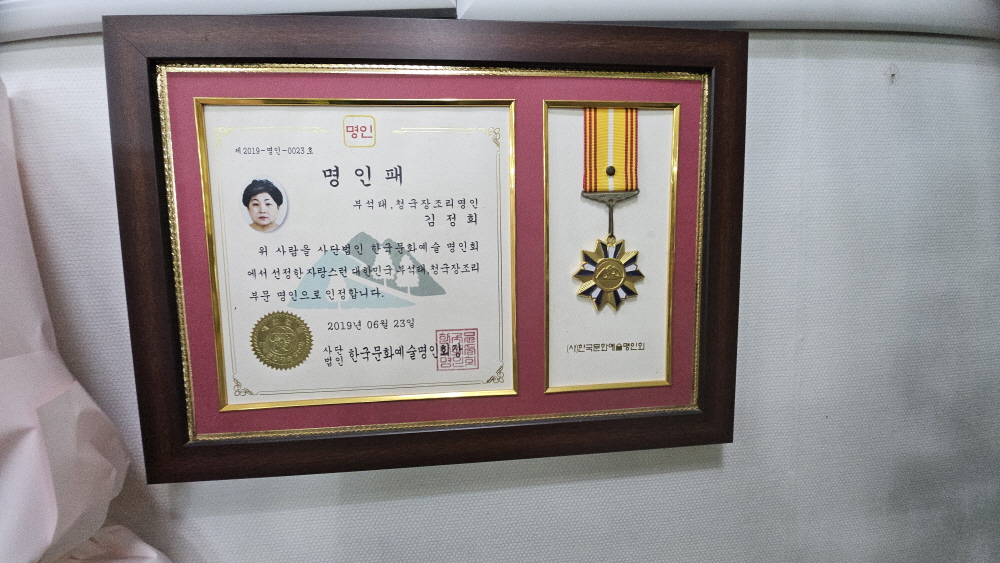 명인
제 2019-명인-0023 호
명 인 패
부석태,청국장조리명인
김 정 희
위 사람을 사단법인 한국문화예술 명인회
에서 선정한 자랑스런 대한민국 부석태,청국장조리
부문 명인으로 인정합니다.
2019년 06월 23일
사단
법인 한국문화예술명인회장
(사)한국문화예술명인회